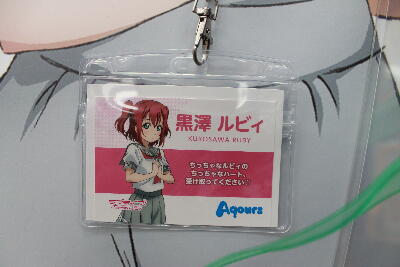 黒澤 ルビィ
KUROSAWA RUBY
ちっちゃなルビィの
ちっちゃなハート、
受け取ってください♪
Aqours